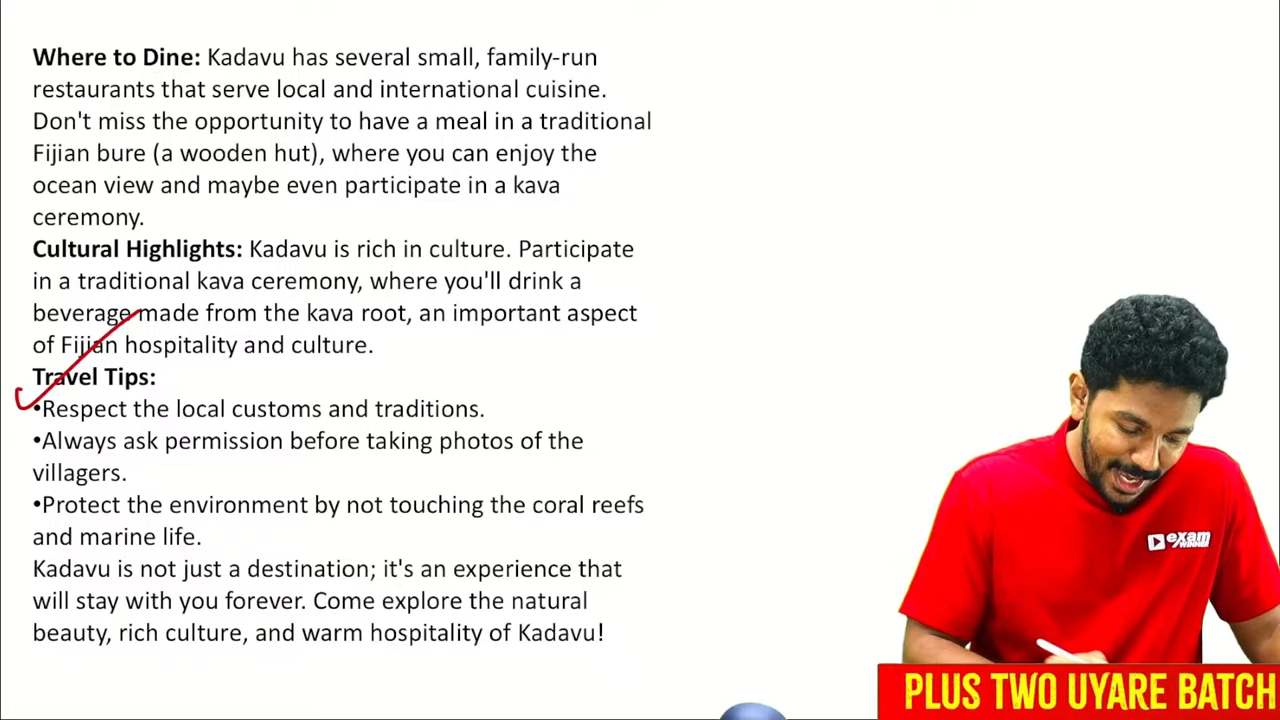 Where to Dine: Kadavu has several small, family-run
restaurants that serve local and international cuisine.
Don't miss the opportunity to have a meal in a traditional
Fijian bure (a wooden hut), where you can enjoy the
ocean view and maybe even participate in a kava
ceremony.
Cultural Highlights: Kadavu is rich in culture. Participate
in a traditional kava ceremony, where you'll drink a
beverage made from the kava root, an important aspect
of Fijian hospitality and culture.
Travel Tips:
•Respect the local customs and traditions.
•Always ask permission before taking photos of the
villagers.
•Protect the environment by not touching the coral reefs
and marine life.
Kadavu is not just a destination; it's an experience that
will stay with you forever. Come explore the natural
beauty, rich culture, and warm hospitality of Kadavu!
exam
WINNER
PLUS TWO UYARE BATCH